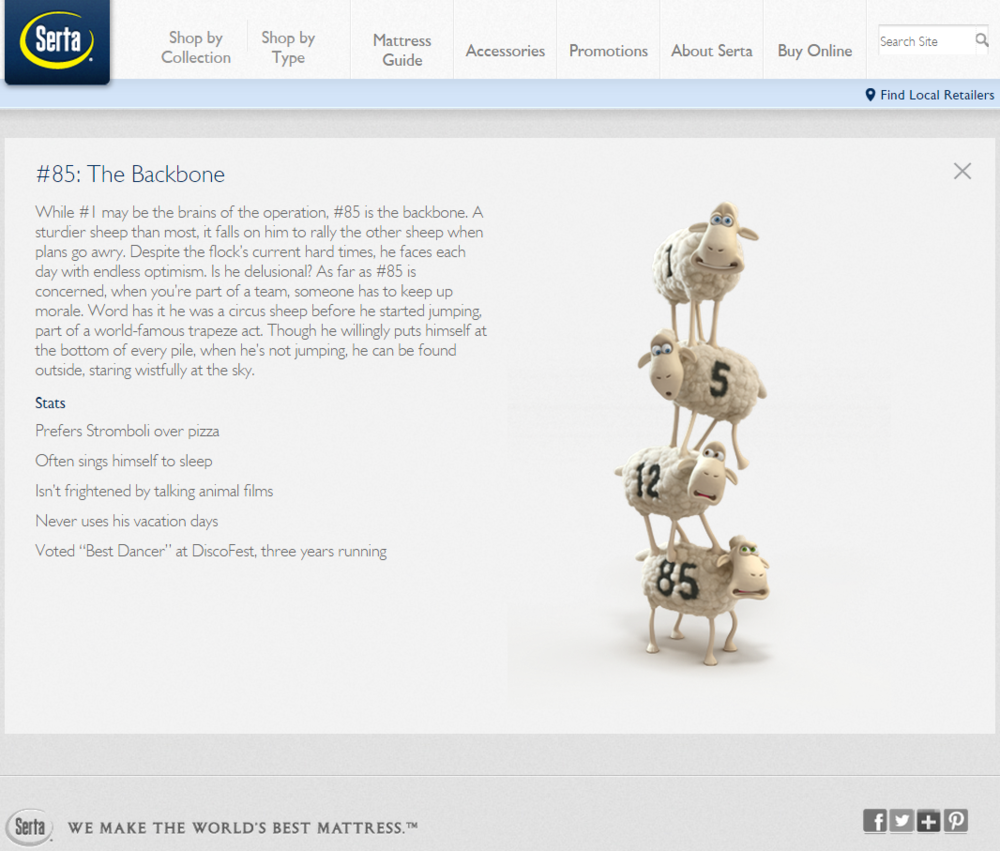 Serta
Shop by
Collection
Shop by
Type
Mattress
Guide
Accessories
Promotions
About Serta
Buy Online
Search Site
Find Local Retailers
#85: The Backbone
While #1 may be the brains of the operation, #85 is the backbone. A
sturdier sheep than most, it falls on him to rally the other sheep when
plans go awry. Despite the flock's current hard times, he faces each
day with endless optimism. Is he delusional? As far as #85 is
concerned, when you're part of a team, someone has to keep up
morale. Word has it he was a circus sheep before he started jumping,
part of a world-famous trapeze act. Though he willingly puts himself at
the bottom of every pile, when he's not jumping, he can be found
outside, staring wistfully at the sky.
Stats
Prefers Stromboli over pizza
Often sings himself to sleep
Isn't frightened by talking animal films
Never uses his vacation days
Voted "Best Dancer" at DiscoFest, three years running
1
5
12
85
Serta
WE MAKE THE WORLD'S BEST MATTRESS.™